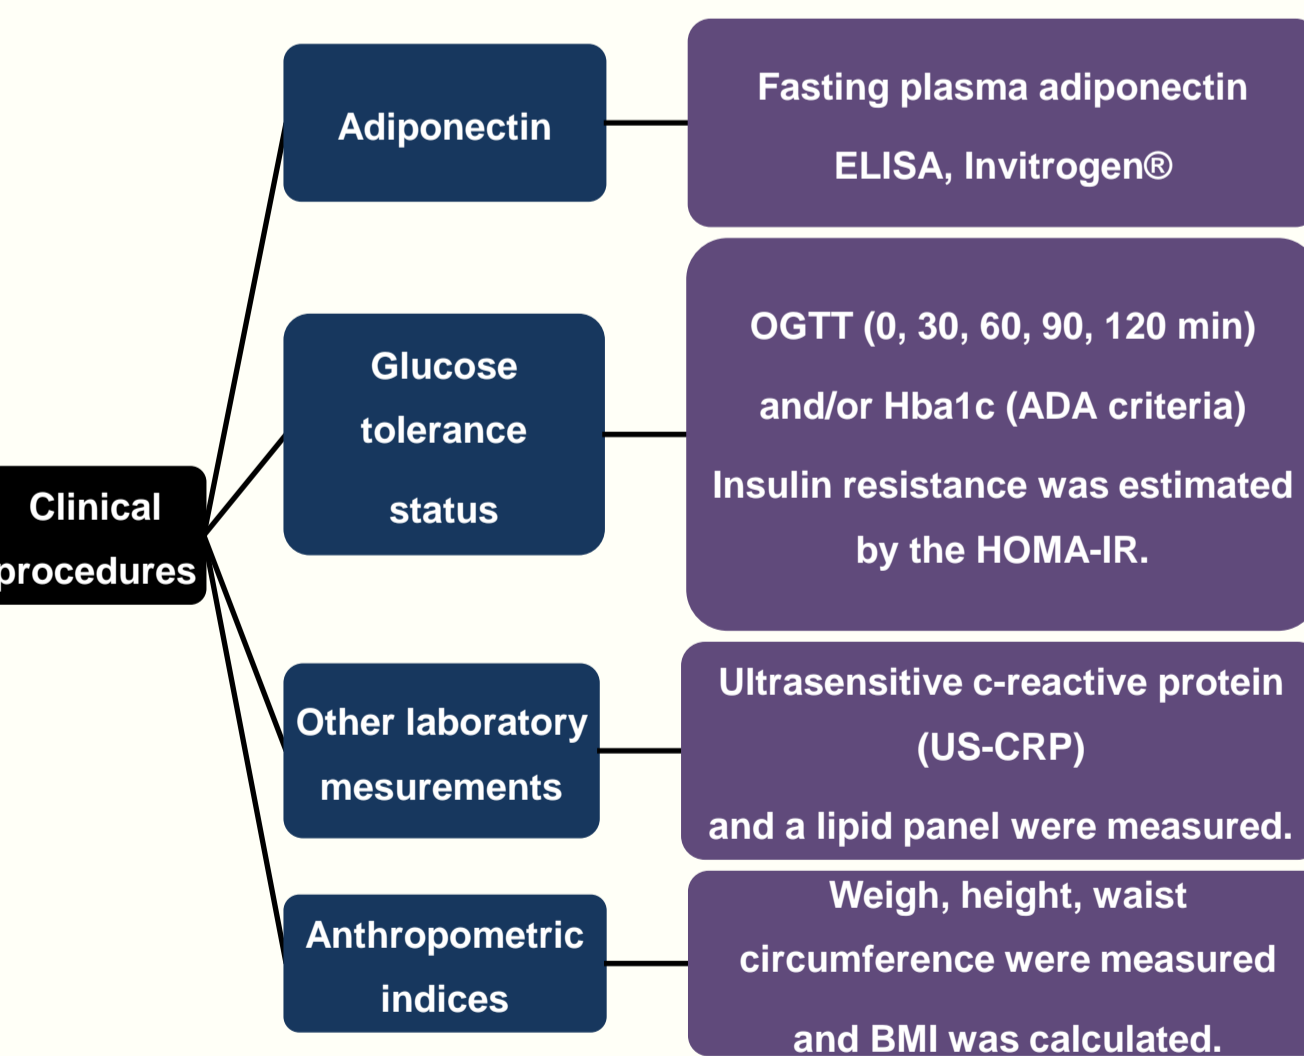 Clinical
procedures
Adiponectin
Fasting plasma adiponectin
ELISA, Invitrogen®
Glucose
tolerance
status
OGTT (0, 30, 60, 90, 120 min)
and/or Hba1c (ADA criteria)
Insulin resistance was estimated
by the HOMA-IR.
Other laboratory
mesurements
Ultrasensitive c-reactive protein
(US-CRP)
and a lipid panel were measured.
Anthropometric
indices
Weigh, height, waist
circumference were measured
and BMI was calculated.